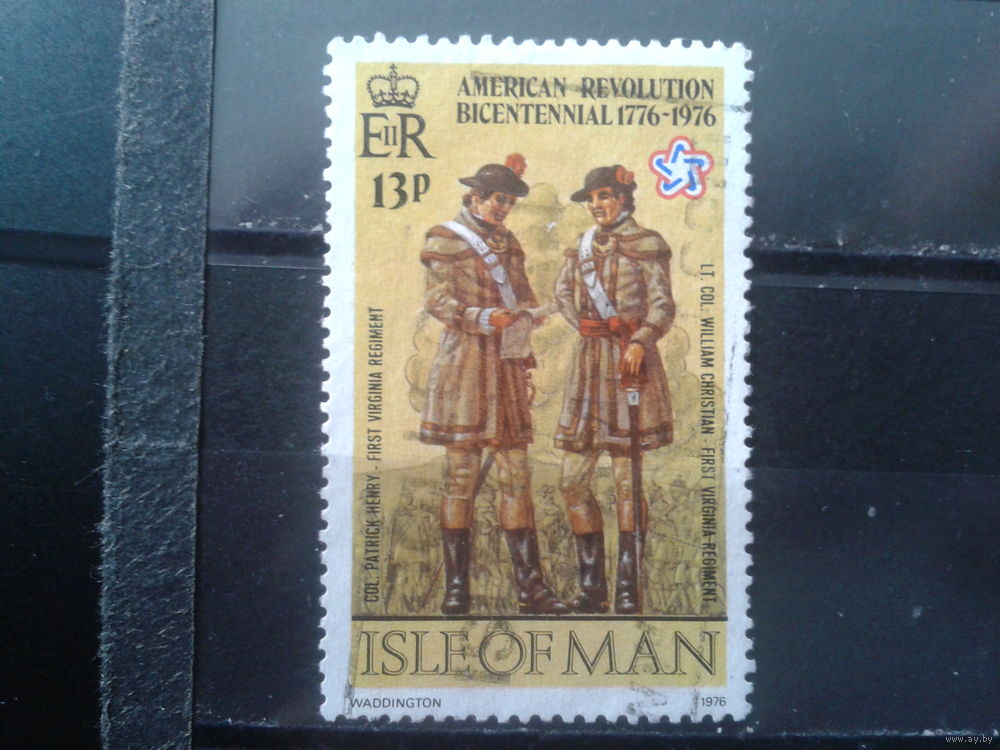 AMERICAN REVOLUTION
BICENTENNIAL 1776-1976
EIIR
13p
COL. PATRICK HENRY - FIRST VIRGINIA REGIMENT
LT. COL. WILLIAM CHRISTIAN - FIRST VIRGINIA REGIMENT
ISLE OF MAN
WADDINGTON 1976
www.ay.by